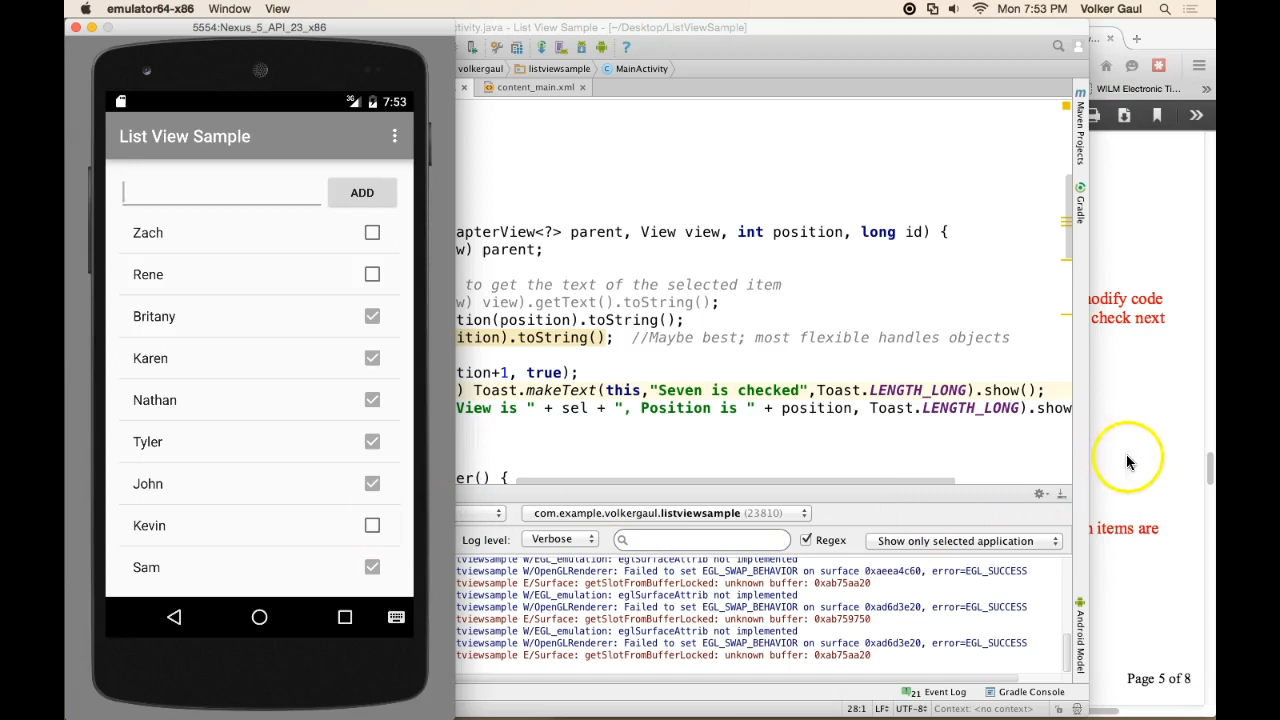 emulator64-x86 Window View
Mon 7:53 PM Volker Gaul
5554:Nexus_5_API_23_x86
ctivity.java - List View Sample - [~/Desktop/ListViewSample]
volkergaul listviewsample MainActivity
content_main.xml
WILM Electronic Ti...
7:53
List View Sample
ADD
Zach
Rene
Britany
Karen
Nathan
Tyler
John
Kevin
Sam
apterView<?> parent, View view, int position, long id) {
w) parent;
to get the text of the selected item
w) view).getText().toString();
tion(position).toString();
ition).toString(); //Maybe best; most flexible handles objects
tion+1, true);
) Toast.makeText(this,"Seven is checked",Toast.LENGTH_LONG).show();
View is " + sel + ", Position is " + position, Toast.LENGTH_LONG).show
er() {
Maven Projects
Gradle
Android Model
odify code
check next
items are
Page 5 of 8
com.example.volkergaul.listviewsample (23810)
Log level: Verbose Regex Show only selected application
listviewsample W/EGL_emulation: eglSurfaceAttrib not implemented
tviewsample W/OpenGLRenderer: Failed to set EGL_SWAP_BEHAVIOR on surface 0xaeea4c60, error=EGL_SUCCESS
tviewsample E/Surface: getSlotFromBufferLocked: unknown buffer: 0xab75aa20
tviewsample W/EGL_emulation: eglSurfaceAttrib not implemented
tviewsample W/OpenGLRenderer: Failed to set EGL_SWAP_BEHAVIOR on surface 0xad6d3e20, error=EGL_SUCCESS
tviewsample E/Surface: getSlotFromBufferLocked: unknown buffer: 0xab759750
tviewsample W/EGL_emulation: eglSurfaceAttrib not implemented
tviewsample W/OpenGLRenderer: Failed to set EGL_SWAP_BEHAVIOR on surface 0xad6d3e20, error=EGL_SUCCESS
tviewsample E/Surface: getSlotFromBufferLocked: unknown buffer: 0xab75aa20
21 Event Log Gradle Console
28:1 LF UTF-8 Context: <no context>